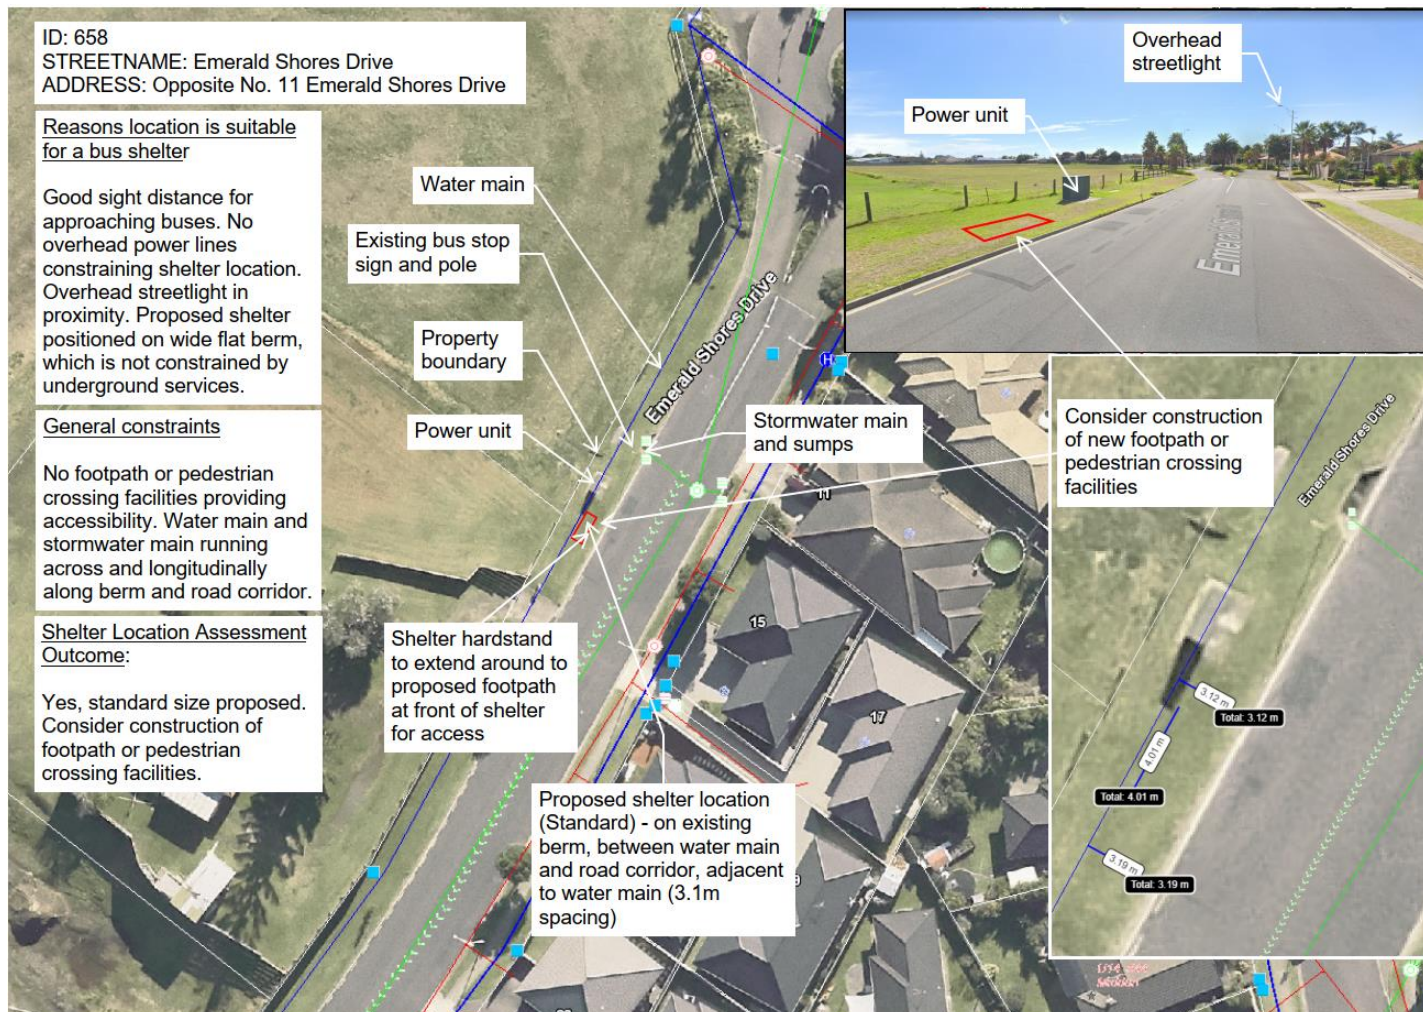 ID: 658
STREETNAME: Emerald Shores Drive
ADDRESS: Opposite No. 11 Emerald Shores Drive
Reasons location is suitable
for a bus shelter
Good sight distance for
approaching buses. No
overhead power lines
constraining shelter location.
Overhead streetlight in
proximity. Proposed shelter
positioned on wide flat berm,
which is not constrained by
underground services.
General constraints
No footpath or pedestrian
crossing facilities providing
accessibility. Water main and
stormwater main running
across and longitudinally
along berm and road corridor.
Shelter Location Assessment
Outcome:
Yes, standard size proposed.
Consider construction of
footpath or pedestrian
crossing facilities.
Water main
Existing bus stop
sign and pole
Property
boundary
Power unit
Emerald Shores Drive
Stormwater main
and sumps
H
11
15
17
Shelter hardstand
to extend around to
proposed footpath
at front of shelter
for access
Proposed shelter location
(Standard) - on existing
berm, between water main
and road corridor, adjacent
to water main (3.1m
spacing)
Overhead
streetlight
Power unit
Consider construction
of new footpath or
pedestrian crossing
facilities
Emerald Shores Drive
3.12 m
Total: 3.12 m
4.01 m
Total: 4.01 m
3.19 m
Total: 3.19 m